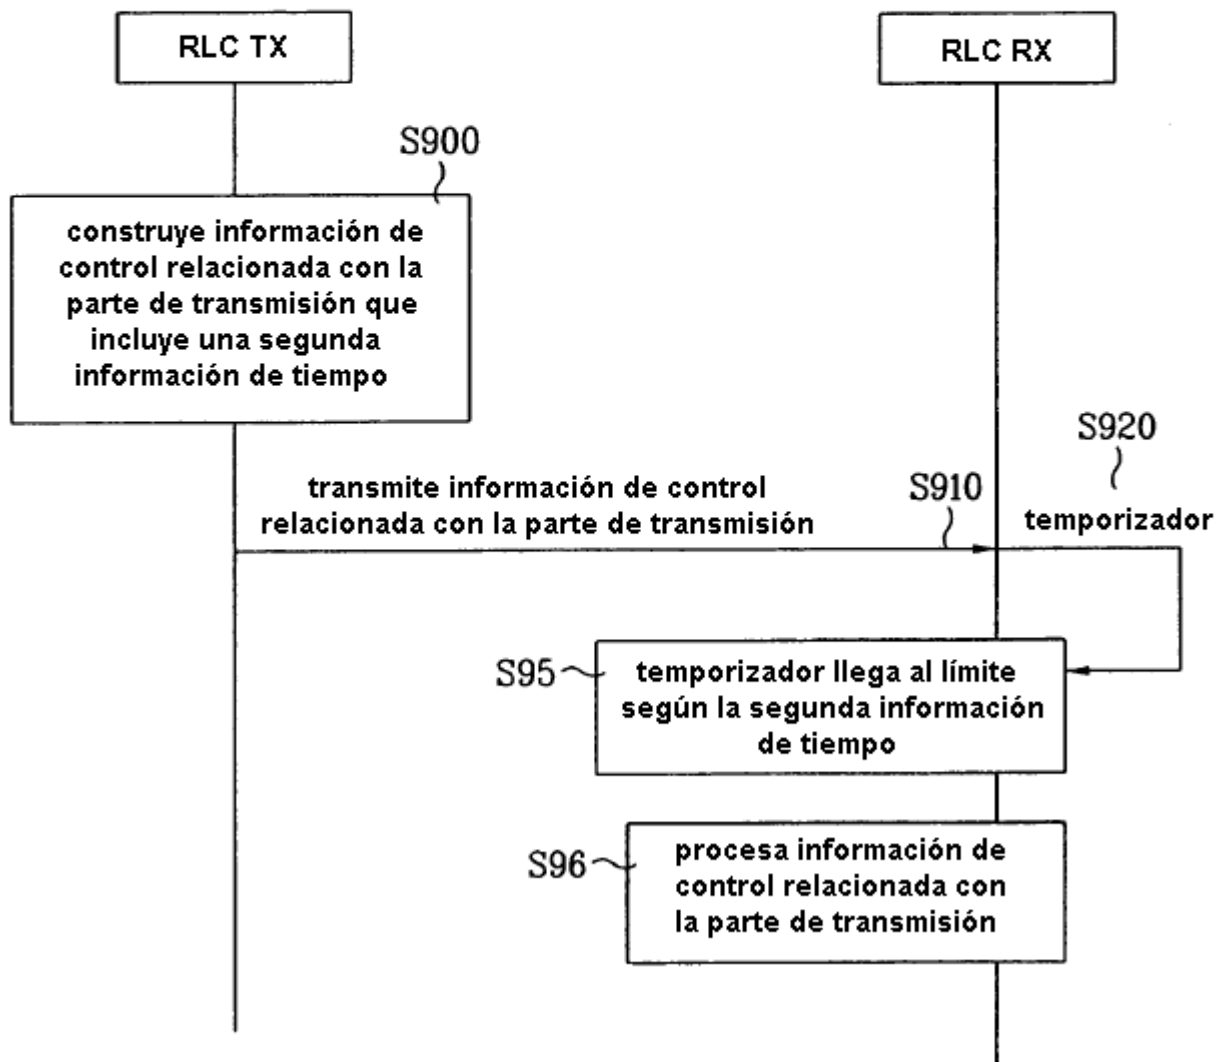 RLC TX
RLC RX
S900
construye información de
control relacionada con la
parte de transmisión que
incluye una segunda
información de tiempo
S920
transmite información de control
relacionada con la parte de transmisión
S910
temporizador
S95
temporizador llega al límite
según la segunda información
de tiempo
S96
procesa información de
control relacionada con
la parte de transmisión